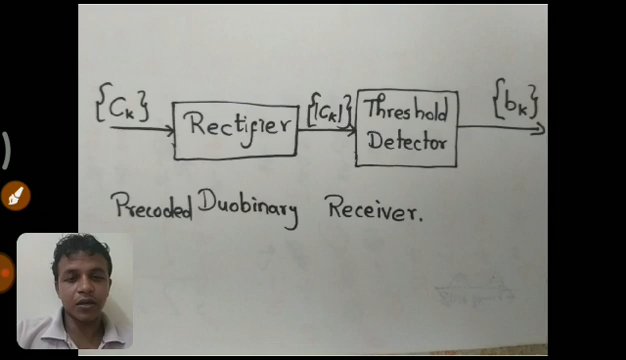 {Cₖ} {|Cₖ|} {bₖ}
Rectifier
Threshold
Detector
Precoded Duobinary Receiver.